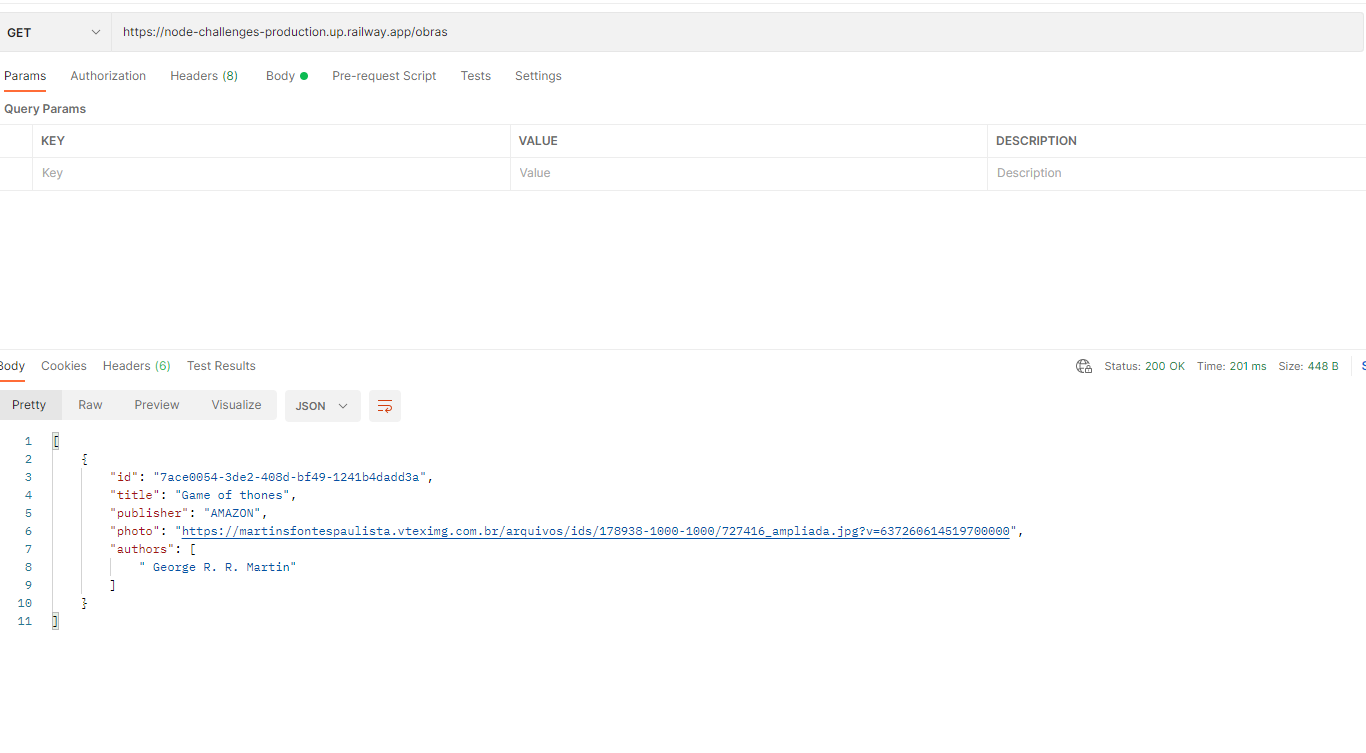 GET https://node-challenges-production.up.railway.app/obras
Params Authorization Headers (8) Body Pre-request Script Tests Settings
Query Params
KEY VALUE DESCRIPTION
Key Value Description
Body Cookies Headers (6) Test Results Status: 200 OK Time: 201 ms Size: 448 B
Pretty Raw Preview Visualize JSON
1 [
2 {
3 "id": "7ace0054-3de2-408d-bf49-1241b4dadd3a",
4 "title": "Game of thones",
5 "publisher": "AMAZON",
6 "photo": "https://martinsfontespaulista.vteximg.com.br/arquivos/ids/178938-1000-1000/727416_ampliada.jpg?v=637260614519700000",
7 "authors": [
8 " George R. R. Martin"
9 ]
10 }
11 ]